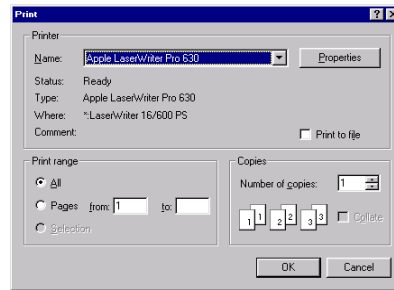 Print
Printer
Name: Apple LaserWriter Pro 630 Properties
Status: Ready
Type: Apple LaserWriter Pro 630
Where: *:LaserWriter 16/600 PS
Comment: Print to file
Print range
All
Pages from: 1 to:
Selection
Copies
Number of copies: 1
1 1 2 2 3 3 Collate
OK Cancel